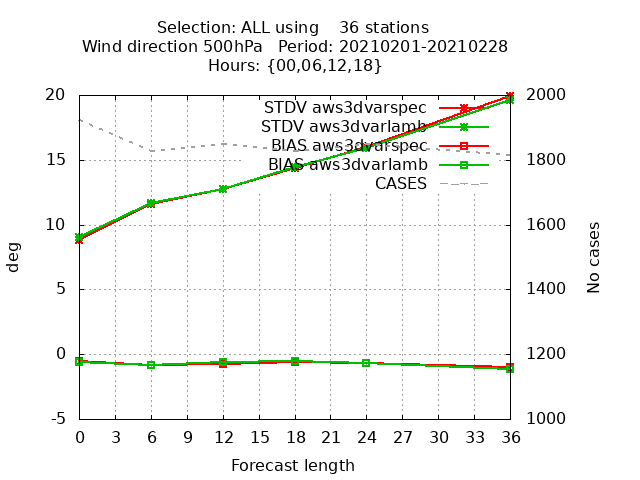 Selection: ALL using    36 stations
Wind direction 500hPa   Period: 20210201-20210228
Hours: {00,06,12,18}
20
15
10
5
0
-5
deg
STDV aws3dvarspec
STDV aws3dvarlamb
BIAS aws3dvarspec
BIAS aws3dvarlamb
CASES
2000
1800
1600
1400
1200
1000
No cases
0 3 6 9 12 15 18 21 24 27 30 33 36
Forecast length